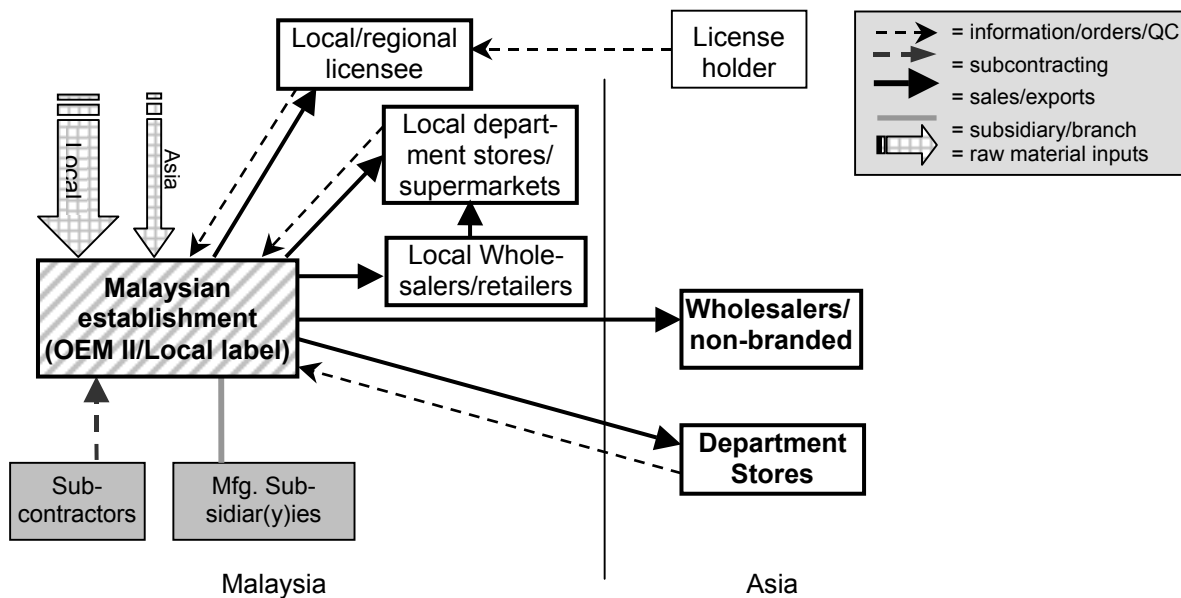 Local/regional
licensee
License
holder
= information/orders/QC
= subcontracting
= sales/exports
= subsidiary/branch
= raw material inputs
Local
Asia
Local depart-
ment stores/
supermarkets
Local Whole-
salers/retailers
Malaysian
establishment
(OEM II/Local label)
Wholesalers/
non-branded
Department
Stores
Sub-
contractors
Mfg. Sub-
sidiar(y)ies
Malaysia
Asia